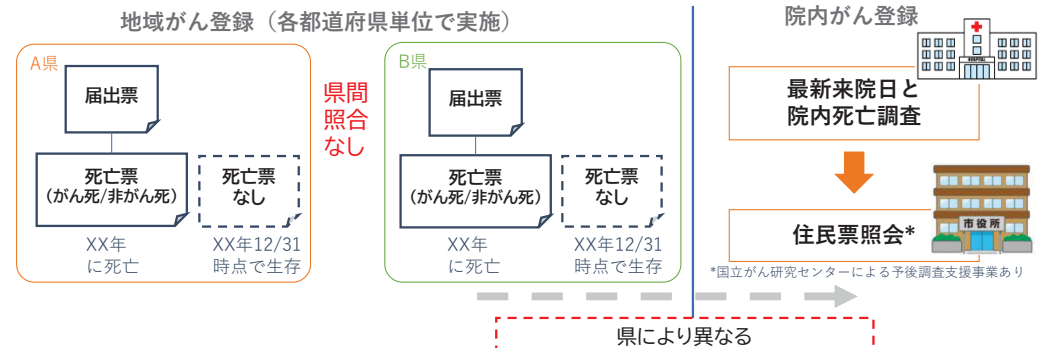 地域がん登録（各都道府県単位で実施）
A県
届出票
死亡票
(がん死/非がん死)
死亡票
なし
XX年
に死亡
XX年12/31
時点で生存
県間
照合
なし
B県
届出票
死亡票
(がん死/非がん死)
死亡票
なし
XX年
に死亡
XX年12/31
時点で生存
院内がん登録
HOSPITAL
最新来院日と
院内死亡調査
市役所
住民票照会*
*国立がん研究センターによる予後調査支援事業あり
県により異なる